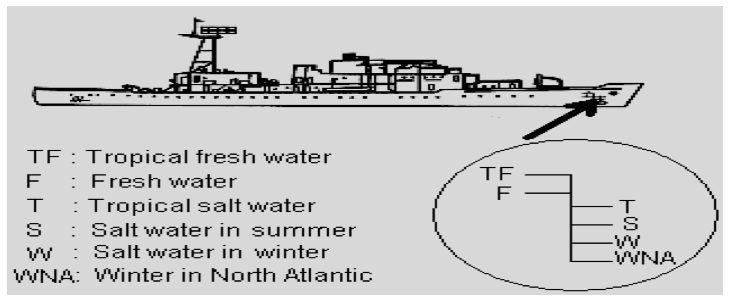 TF : Tropical fresh water
F : Fresh water
T : Tropical salt water
S : Salt water in summer
W : Salt water in winter
WNA: Winter in North Atlantic
TF
F
T
S
W
WNA